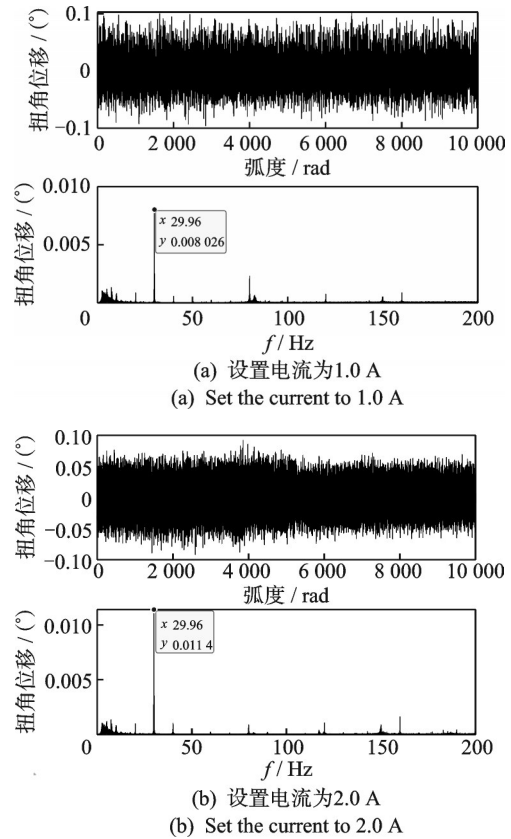 扭角位移 / (°)
0.1
0
−0.1
0 2 000 4 000 6 000 8 000 10 000
弧度 / rad
扭角位移 / (°)
0.010
0.005
x 29.96
y 0.008 026
0 50 100 150 200
f / Hz
(a) 设置电流为1.0 A
(a) Set the current to 1.0 A
扭角位移 / (°)
0.10
0.05
0
−0.05
−0.10
0 2 000 4 000 6 000 8 000 10 000
弧度 / rad
扭角位移 / (°)
0.010
0.005
x 29.96
y 0.011 4
0 50 100 150 200
f / Hz
(b) 设置电流为2.0 A
(b) Set the current to 2.0 A